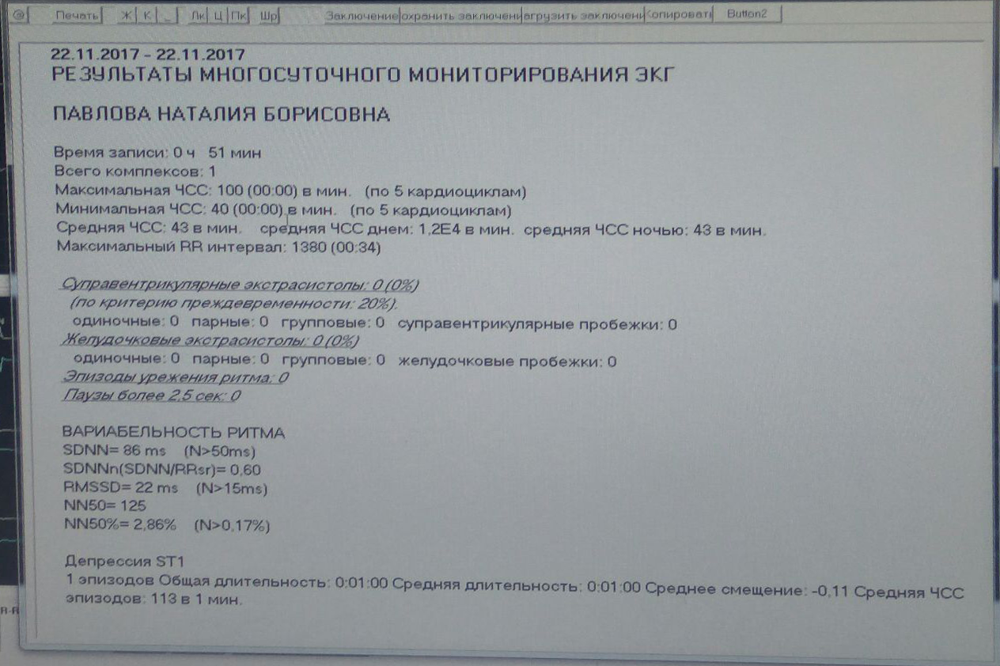 @ Печать Ж К _ Лк Ц Пк Шр Заключение охранить заключени агрузить заключени Копироват Button2
22.11.2017 - 22.11.2017
РЕЗУЛЬТАТЫ МНОГОСУТОЧНОГО МОНИТОРИРОВАНИЯ ЭКГ
ПАВЛОВА НАТАЛИЯ БОРИСОВНА
Время записи: 0 ч 51 мин
Всего комплексов: 1
Максимальная ЧСС: 100 (00:00) в мин. (по 5 кардиоциклам)
Минимальная ЧСС: 40 (00:00) в мин. (по 5 кардиоциклам)
Средняя ЧСС: 43 в мин. средняя ЧСС днем: 1,2E4 в мин. средняя ЧСС ночью: 43 в мин.
Максимальный RR интервал: 1380 (00:34)
Суправентрикулярные экстрасистолы: 0 (0%)
(по критерию преждевременности: 20%).
одиночные: 0 парные: 0 групповые: 0 суправентрикулярные пробежки: 0
Желудочковые экстрасистолы: 0 (0%)
одиночные: 0 парные: 0 групповые: 0 желудочковые пробежки: 0
Эпизоды урежения ритма: 0
Паузы более 2,5 сек: 0
ВАРИАБЕЛЬНОСТЬ РИТМА
SDNN= 86 ms (N>50ms)
SDNNn(SDNN/RRsr)= 0,60
RMSSD= 22 ms (N>15ms)
NN50= 125
NN50%= 2,86% (N>0,17%)
Депрессия ST1
1 эпизодов Общая длительность: 0:01:00 Средняя длительность: 0:01:00 Среднее смещение: -0,11 Средняя ЧСС
эпизодов: 113 в 1 мин.
R-R